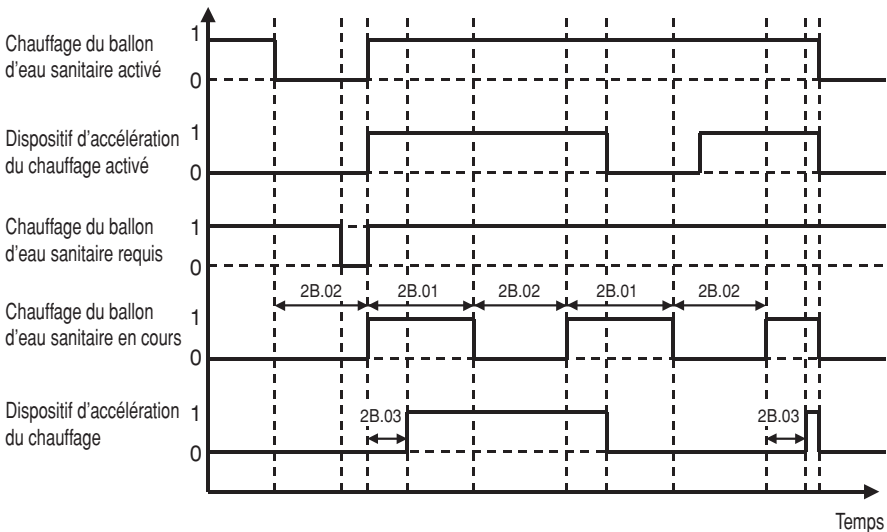 Chauffage du ballon
d'eau sanitaire activé
1
0
Dispositif d'accélération
du chauffage activé
1
0
Chauffage du ballon
d'eau sanitaire requis
1
0
2B.02 2B.01 2B.02 2B.01 2B.02
Chauffage du ballon
d'eau sanitaire en cours
1
0
Dispositif d'accélération
du chauffage
1
0
2B.03 2B.03
Temps